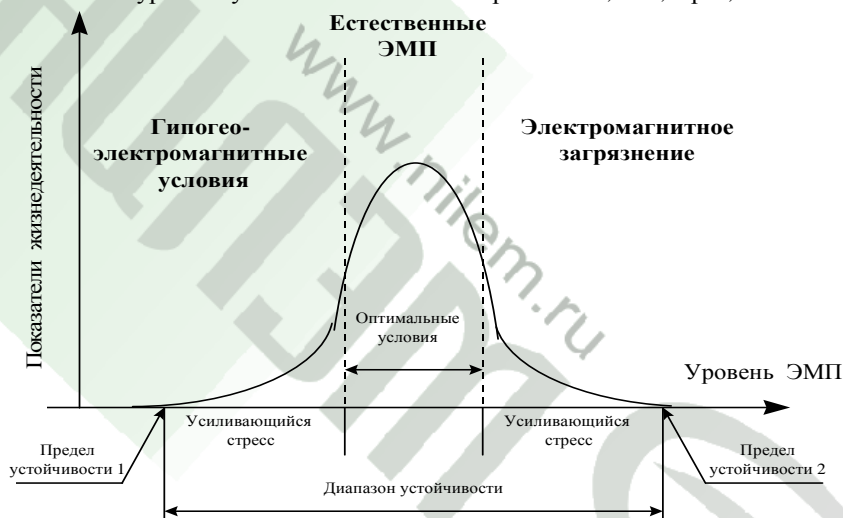 Естественные
ЭМП
Гипогео-
электромагнитные
условия
Электромагнитное
загрязнение
Показатели жизнедеятельности
www.niiem.ru
Оптимальные
условия
Уровень ЭМП
Усиливающийся
стресс
Усиливающийся
стресс
Предел
устойчивости 1
Предел
устойчивости 2
Диапазон устойчивости